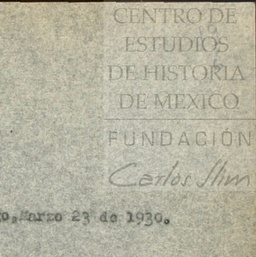 CENTRO DE
ESTUDIOS
DE HISTORIA
DE MEXICO
FUNDACIÓN
Carlos Slim
o, Marzo 23 de 1930.